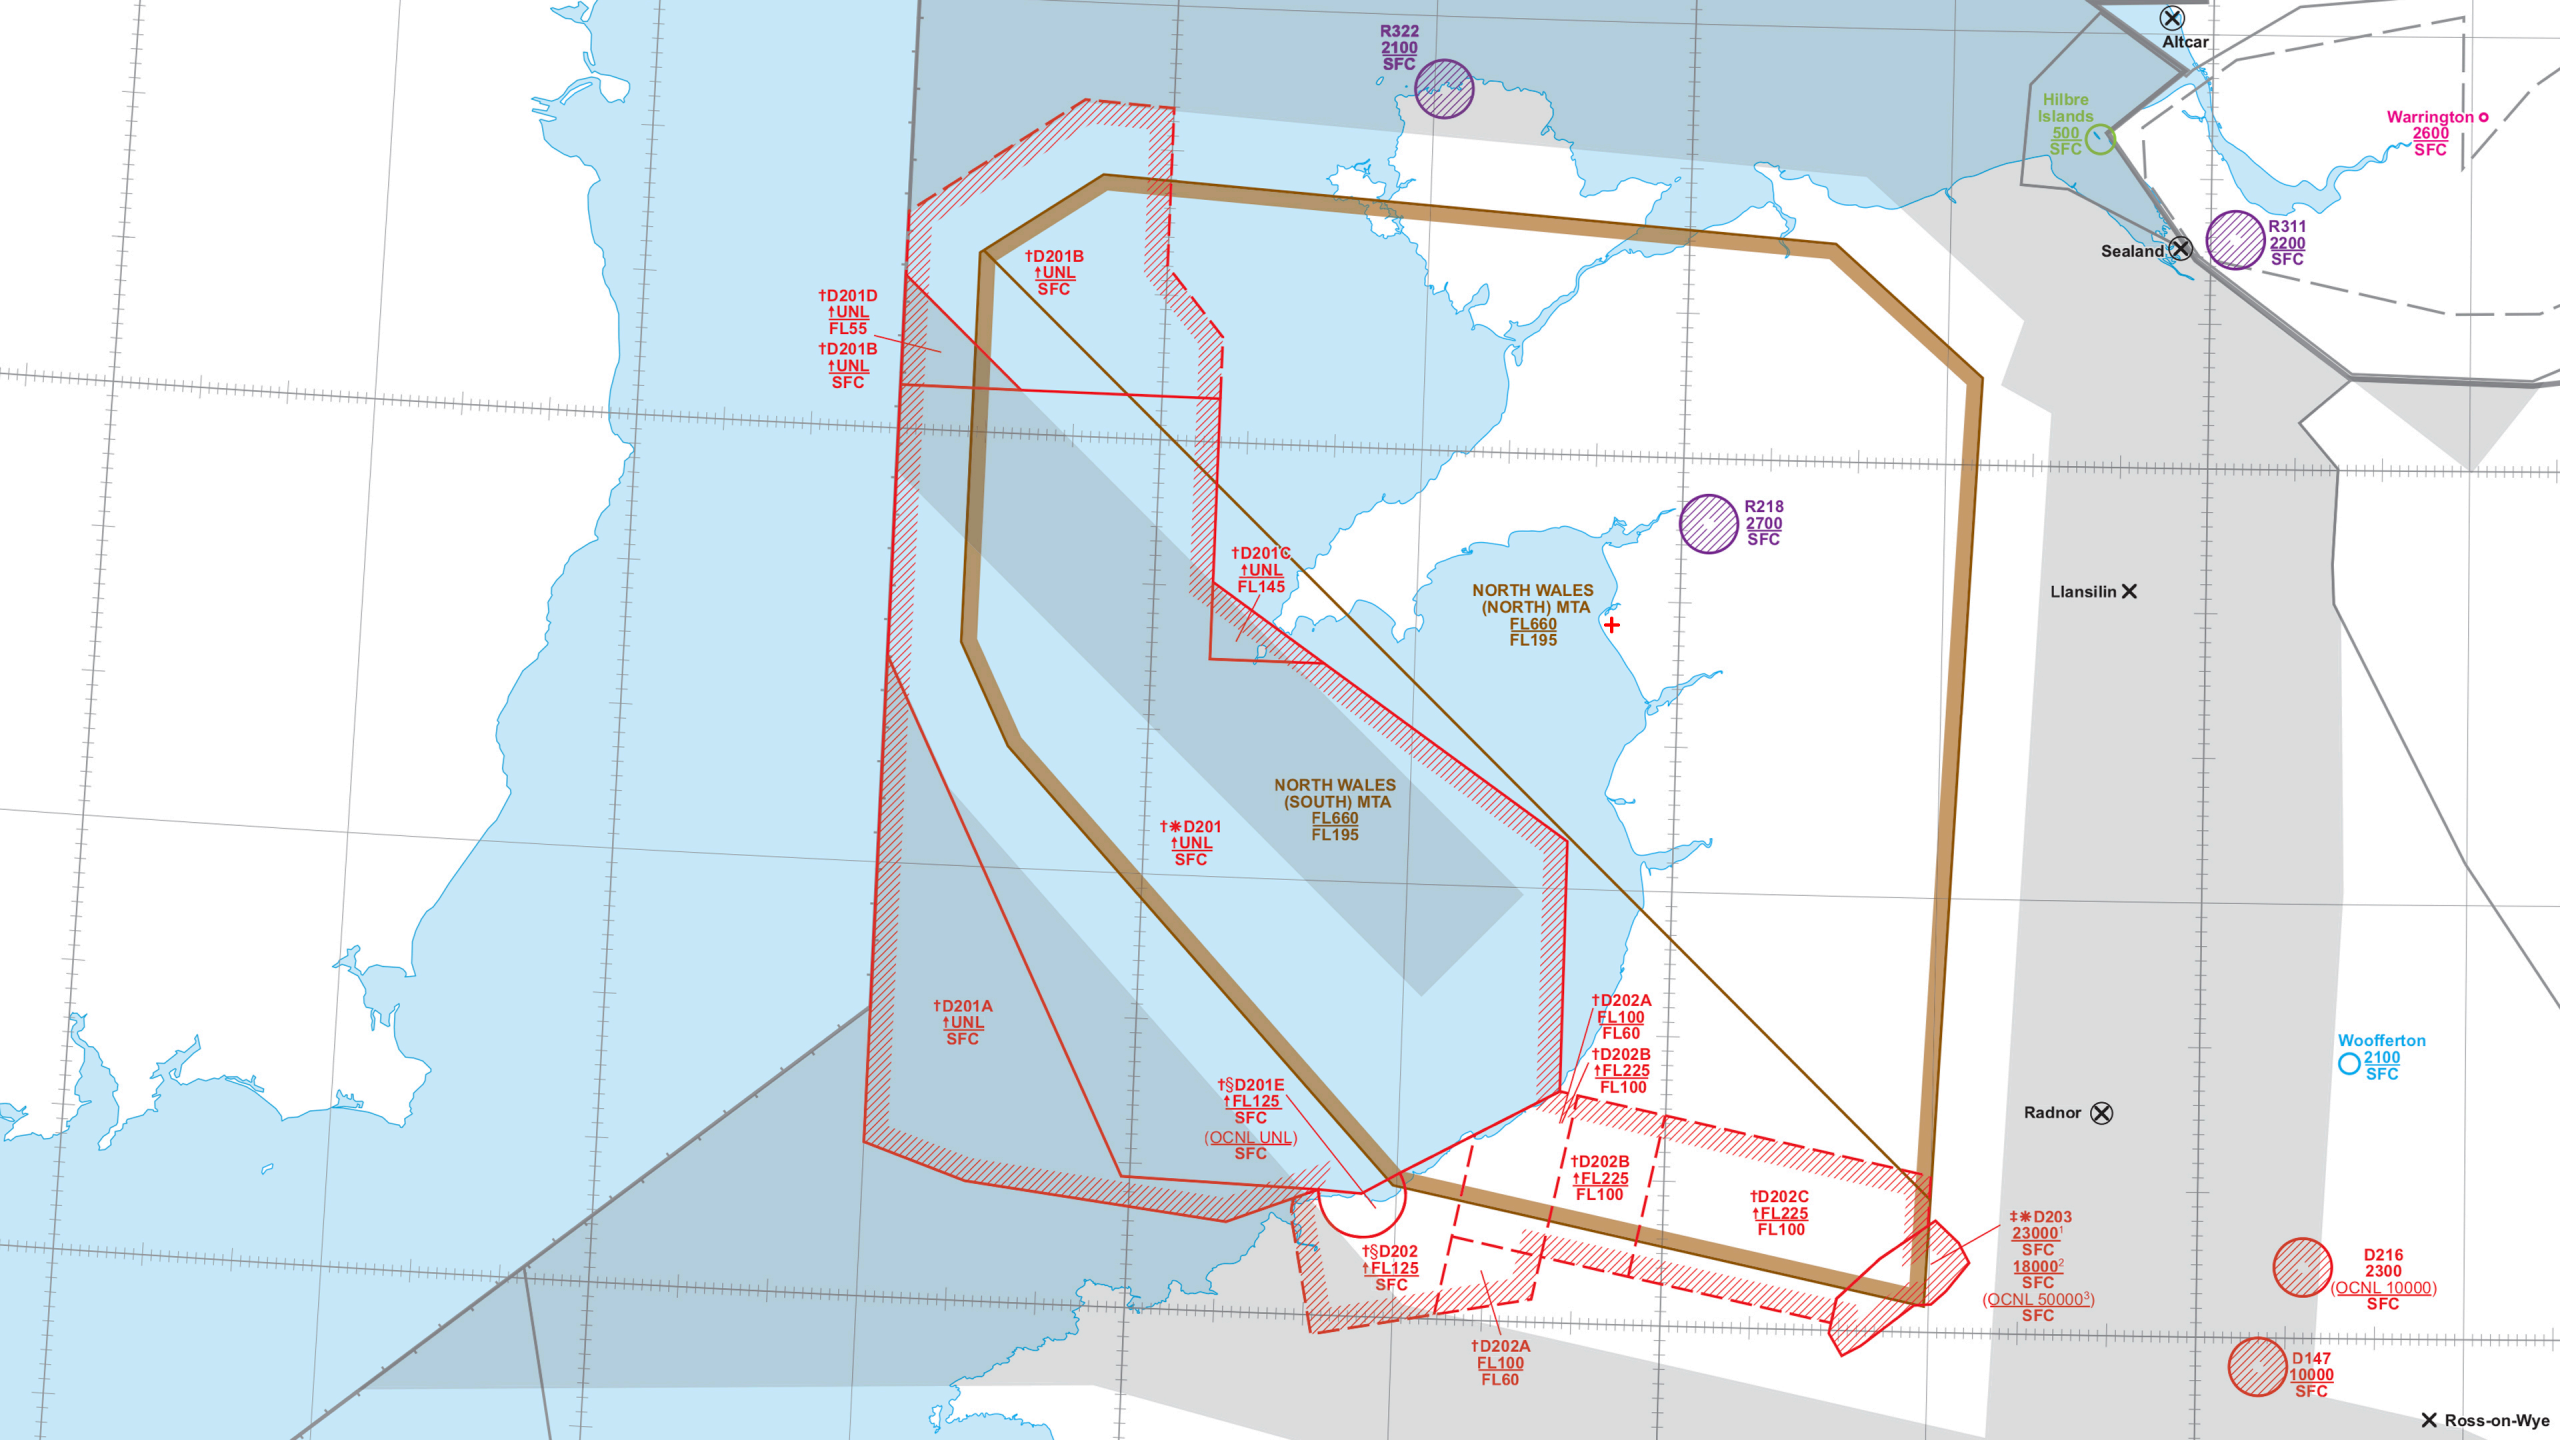 R322
2100
SFC
Altcar
Hilbre
Islands
500
SFC
Warrington
2600
SFC
R311
2200
SFC
Sealand
†D201B
↑UNL
SFC
†D201D
↑UNL
FL55
†D201B
↑UNL
SFC
R218
2700
SFC
†D201C
↑UNL
FL145
NORTH WALES
(NORTH) MTA
FL660
FL195
Llansilin
NORTH WALES
(SOUTH) MTA
FL660
FL195
†✳D201
↑UNL
SFC
†D201A
↑UNL
SFC
†D202A
FL100
FL60
†D202B
↑FL225
FL100
†§D201E
↑FL125
SFC
(OCNL UNL)
SFC
Woofferton
2100
SFC
Radnor
†D202B
↑FL225
FL100
†D202C
↑FL225
FL100
†§D202
↑FL125
SFC
‡✳D203
23000¹
SFC
18000²
SFC
(OCNL 50000³)
SFC
D216
2300
(OCNL 10000)
SFC
†D202A
FL100
FL60
D147
10000
SFC
Ross-on-Wye